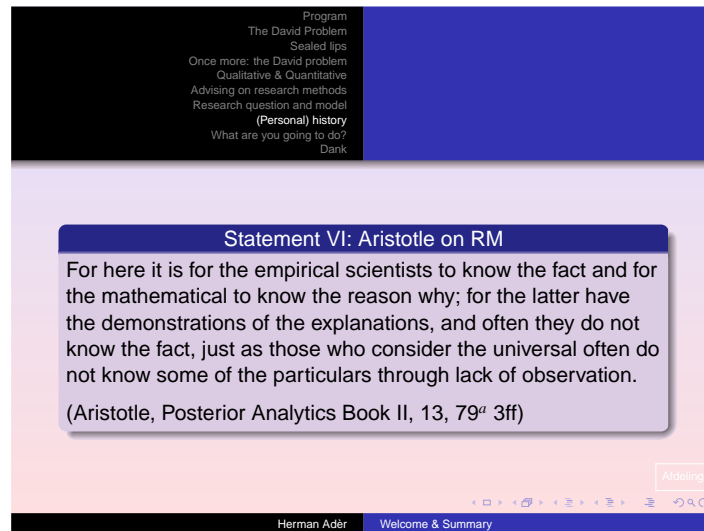 Program
The David Problem
Sealed lips
Once more: the David problem
Qualitative & Quantitative
Advising on research methods
Research question and model
(Personal) history
What are you going to do?
Dank
Statement VI: Aristotle on RM
For here it is for the empirical scientists to know the fact and for
the mathematical to know the reason why; for the latter have
the demonstrations of the explanations, and often they do not
know the fact, just as those who consider the universal often do
not know some of the particulars through lack of observation.
(Aristotle, Posterior Analytics Book II, 13, 79ᵃ 3ff)
Afdeling
Herman Adèr Welcome & Summary